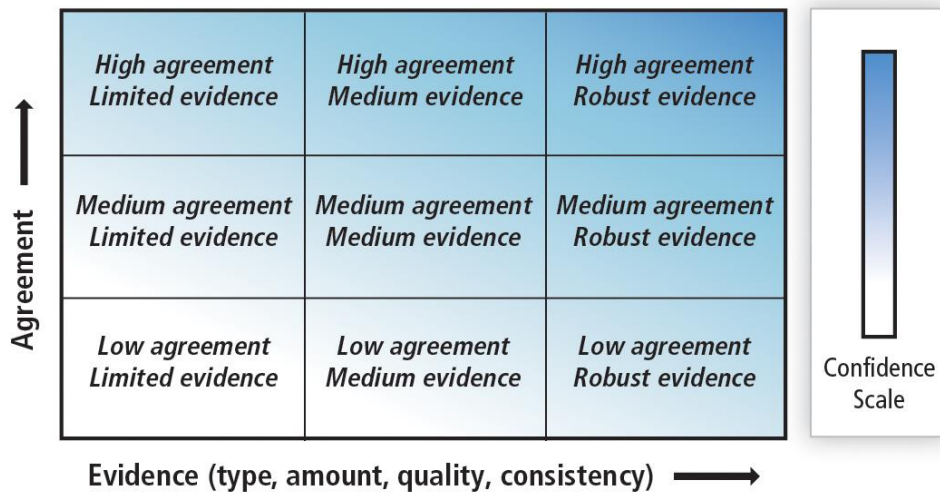 High agreement
Limited evidence
High agreement
Medium evidence
High agreement
Robust evidence
Medium agreement
Limited evidence
Medium agreement
Medium evidence
Medium agreement
Robust evidence
Low agreement
Limited evidence
Low agreement
Medium evidence
Low agreement
Robust evidence
Agreement
Evidence (type, amount, quality, consistency)
Confidence
Scale